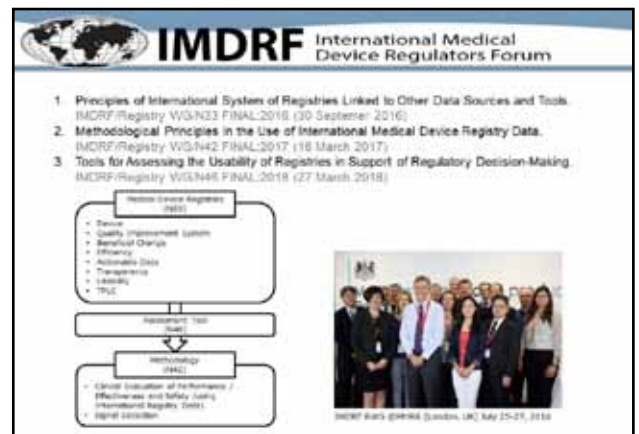 IMDRF International Medical
Device Regulators Forum
1. Principles of International System of Registries Linked to Other Data Sources and Tools.
IMDRF/Registry WG/N33 FINAL:2016 (30 Septemer 2016)
2. Methodological Principles in the Use of International Medical Device Registry Data.
IMDRF/Registry WG/N42 FINAL:2017 (16 March 2017)
3. Tools for Assessing the Usability of Registries in Support of Regulatory Decision-Making.
IMDRF/Registry WG/N46 FINAL:2018 (27 March 2018)
Medical Device Registries
(N33)
• Device
• Quality Improvement System
• Beneficial Change
• Efficiency
• Actionable Data
• Transparency
• Linkability
• TPLC
Assessment Tool
(N46)
Methodology
(N42)
• Clinical Evaluation of Performance /
Effectiveness and Safety (using
International Registry Data)
• Signal Detection
IMDRF RWG @MHRA (London, UK) July 25-27, 2016